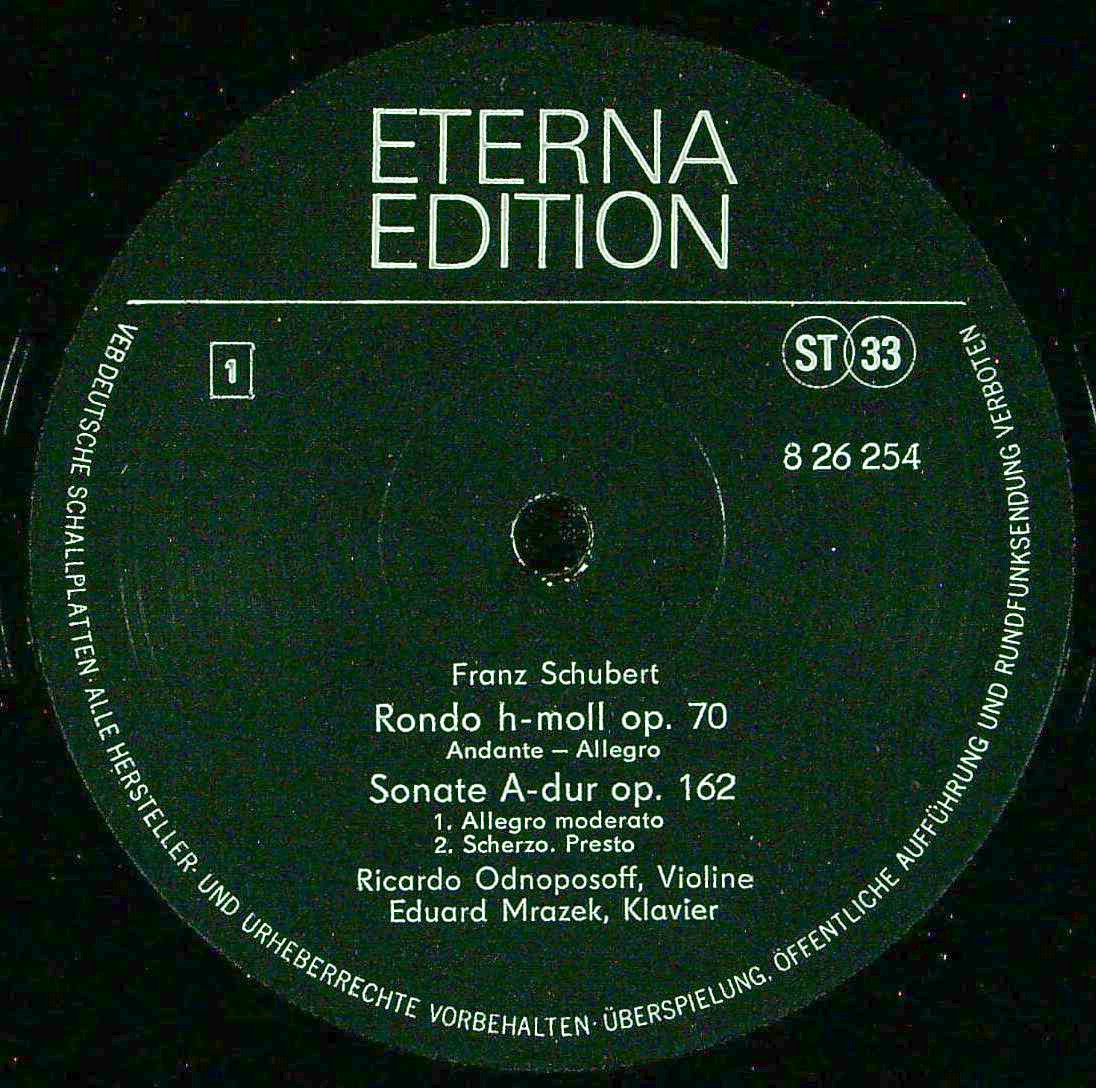 ETERNA
EDITION
1
ST 33
8 26 254
Franz Schubert
Rondo h-moll op. 70
Andante – Allegro
Sonate A-dur op. 162
1. Allegro moderato
2. Scherzo. Presto
Ricardo Odnoposoff, Violine
Eduard Mrazek, Klavier
VEB DEUTSCHE SCHALLPLATTEN · ALLE HERSTELLER- UND URHEBERRECHTE VORBEHALTEN · ÜBERSPIELUNG, ÖFFENTLICHE AUFFÜHRUNG UND RUNDFUNKSENDUNG VERBOTEN